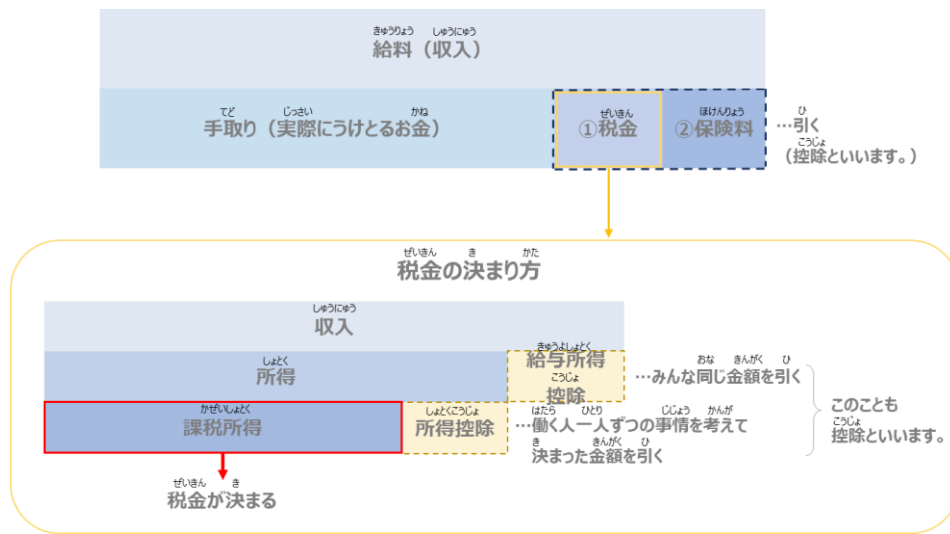 きゅうりょう しゅうにゅう
給料（収入）
てど じっさい かね
手取り（実際にうけとるお金）
ぜいきん
①税金
ほけんりょう
②保険料
ひ
…引く
こうじょ
（控除といいます。）
ぜいきん き かた
税金の決まり方
しゅうにゅう
収入
しょとく
所得
きゅうよしょとく
給与所得
こうじょ
控除
おな きんがく ひ
…みんな同じ金額を引く
かぜいしょとく
課税所得
しょとくこうじょ
所得控除
はたら ひとり じじょう かんが
…働く人一人ずつの事情を考えて
き きんがく ひ
決まった金額を引く
このことも
こうじょ
控除といいます。
ぜいきん き
税金が決まる